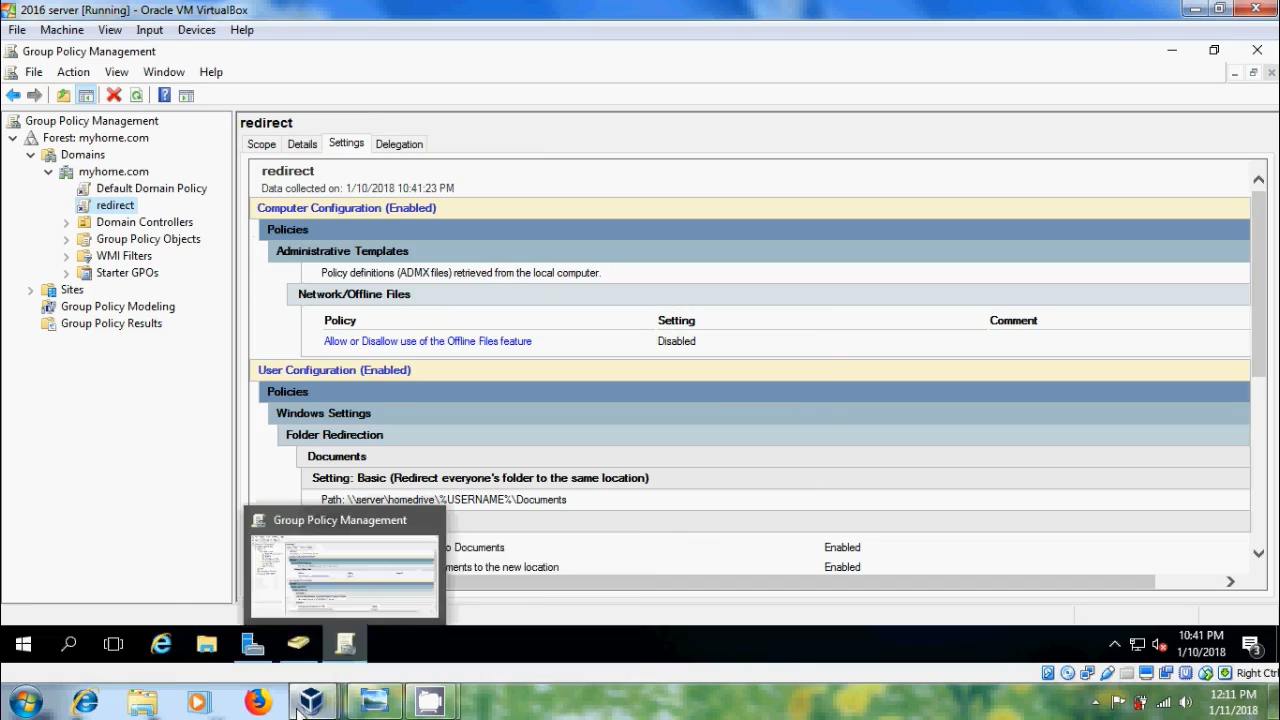 2016 server [Running] - Oracle VM VirtualBox
File Machine View Input Devices Help
Group Policy Management
File Action View Window Help
Group Policy Management
Forest: myhome.com
Domains
myhome.com
Default Domain Policy
redirect
Domain Controllers
Group Policy Objects
WMI Filters
Starter GPOs
Sites
Group Policy Modeling
Group Policy Results
redirect
Scope Details Settings Delegation
redirect
Data collected on: 1/10/2018 10:41:23 PM
Computer Configuration (Enabled)
Policies
Administrative Templates
Policy definitions (ADMX files) retrieved from the local computer.
Network/Offline Files
Policy Setting Comment
Allow or Disallow use of the Offline Files feature Disabled
User Configuration (Enabled)
Policies
Windows Settings
Folder Redirection
Documents
Setting: Basic (Redirect everyone's folder to the same location)
Path: \\server\homedrive\%USERNAME%\Documents
Group Policy Management
o Documents Enabled
ments to the new location Enabled
10:41 PM
1/10/2018
3
Right Ctrl
12:11 PM
1/11/2018